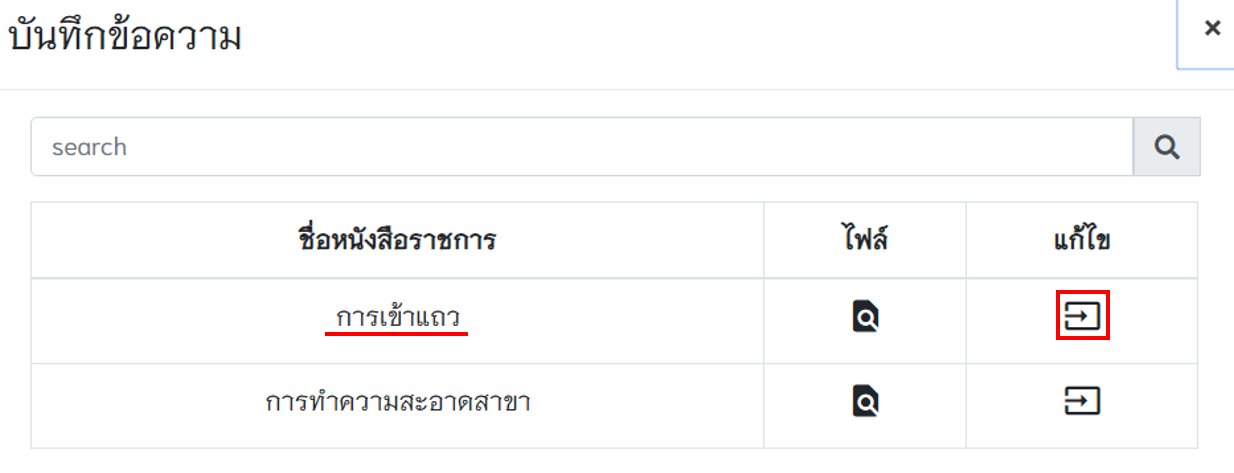 บันทึกข้อความ
×
search
ชื่อหนังสือราชการ ไฟล์ แก้ไข
การเข้าแถว
การทำความสะอาดสาขา